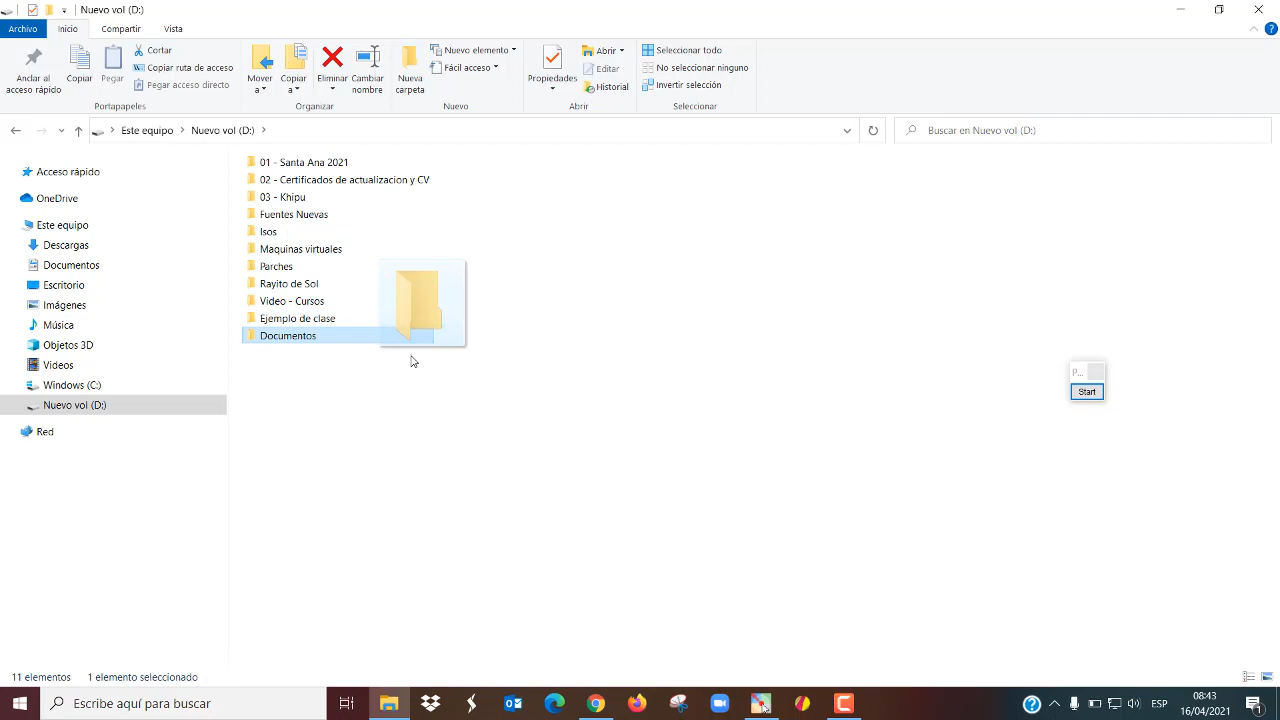 Nuevo vol (D:)
Archivo Inicio Compartir Vista
Andar al acceso rápido
Copiar
Pegar
Cortar
Copiar ruta de acceso
Pegar acceso directo
Portapapeles
Mover a
Copiar a
Eliminar
Cambiar nombre
Organizar
Nueva carpeta
Nuevo elemento
Fácil acceso
Nuevo
Propiedades
Abrir
Editar
Historial
Abrir
Seleccionar todo
No seleccionar ninguno
Invertir selección
Seleccionar
Este equipo > Nuevo vol (D:) >
Buscar en Nuevo vol (D:)
Acceso rápido
OneDrive
Este equipo
Descargas
Documentos
Escritorio
Imágenes
Música
Objetos 3D
Videos
Windows (C:)
Nuevo vol (D:)
Red
01 - Santa Ana 2021
02 - Certificados de actualizacion y CV
03 - Khipu
Fuentes Nuevas
Isos
Maquinas virtuales
Parches
Rayito de Sol
Video - Cursos
Ejemplo de clase
Documentos
P...
Start
11 elementos 1 elemento seleccionado
Escribe aquí para buscar
ESP
08:43
16/04/2021